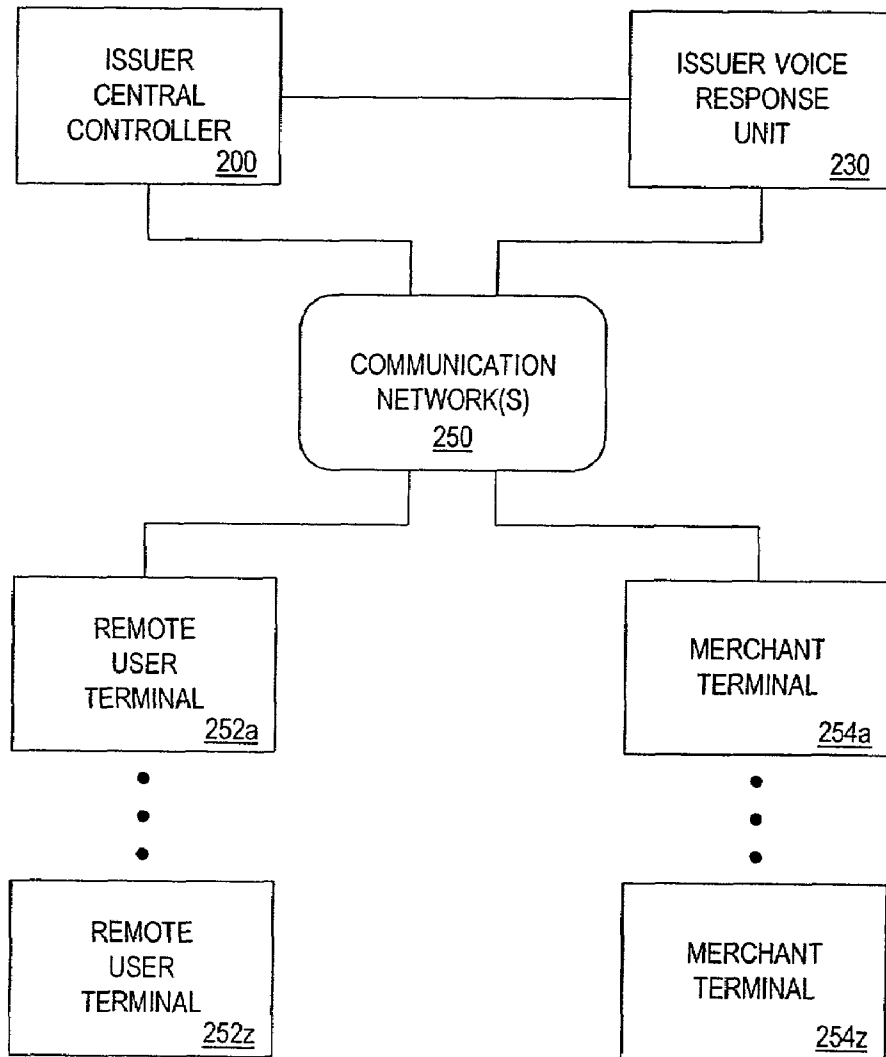 ISSUER
CENTRAL
CONTROLLER
200
ISSUER VOICE
RESPONSE
UNIT
230
COMMUNICATION
NETWORK(S)
250
REMOTE
USER
TERMINAL
252a
MERCHANT
TERMINAL
254a
REMOTE
USER
TERMINAL
252z
MERCHANT
TERMINAL
254z